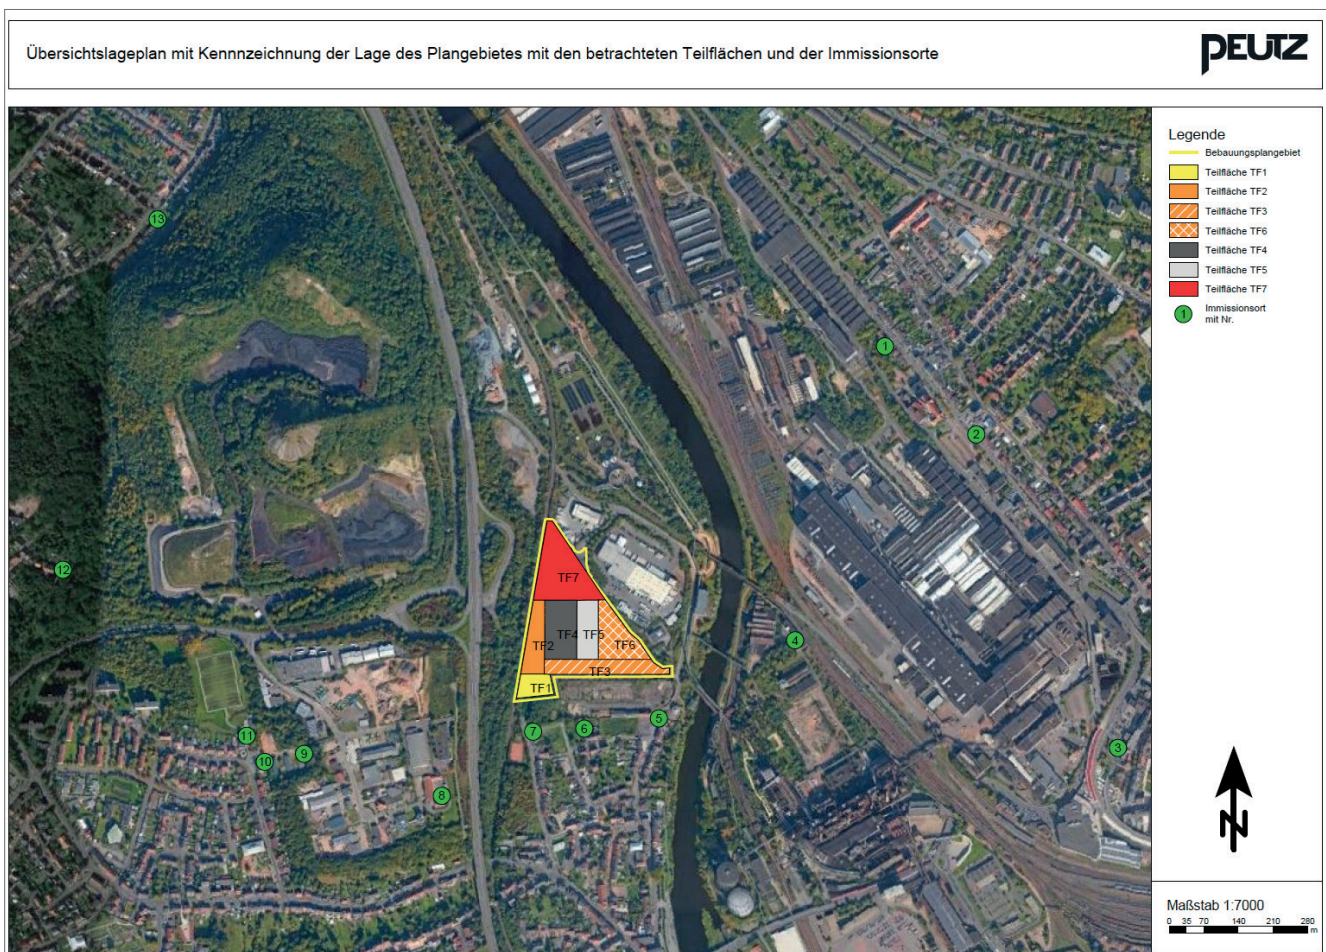 Übersichtslageplan mit Kennnzeichnung der Lage des Plangebietes mit den betrachteten Teilflächen und der Immissionsorte
PEUTZ
Legende
Bebauungsplangebiet
Teilfläche TF1
Teilfläche TF2
Teilfläche TF3
Teilfläche TF6
Teilfläche TF4
Teilfläche TF5
Teilfläche TF7
1
Immissionsort
mit Nr.
13
1
2
12
TF7
TF2
TF4
TF5
TF6
TF3
TF1
4
3
5
6
7
11
10
9
8
N
Maßstab 1:7000
0 35 70 140 210 280
m